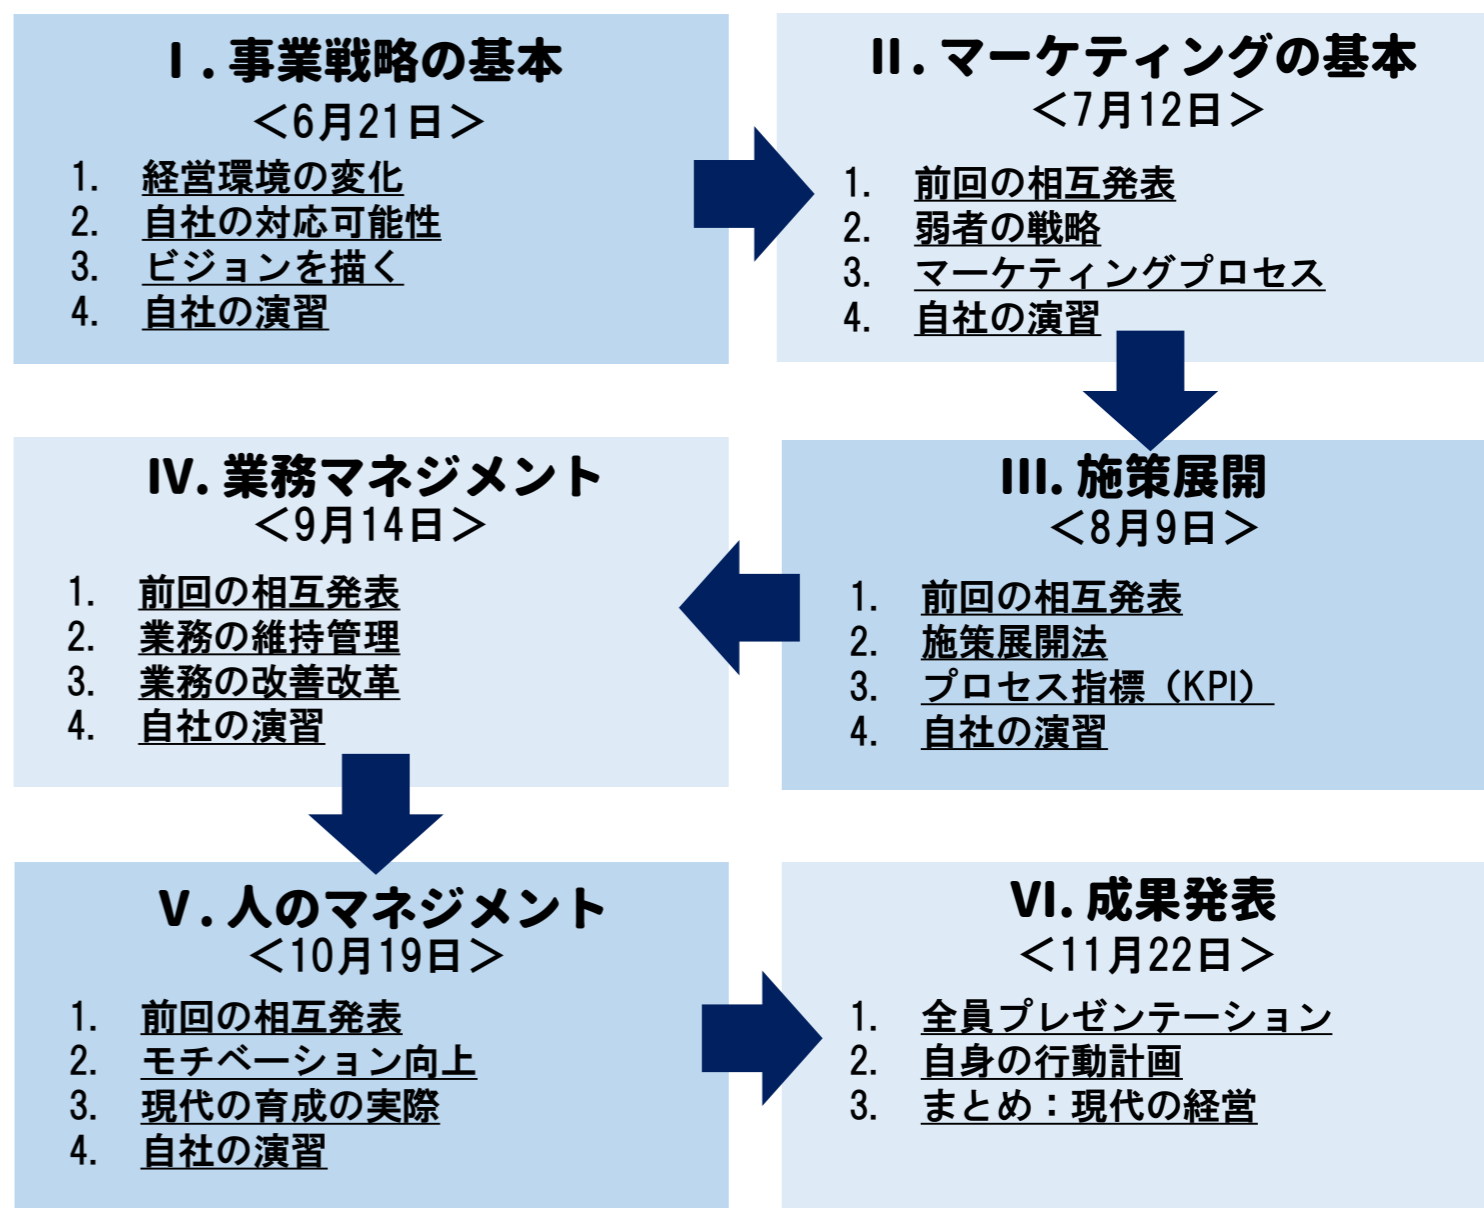 Ⅰ.事業戦略の基本
＜6月21日＞
1. 経営環境の変化
2. 自社の対応可能性
3. ビジョンを描く
4. 自社の演習
Ⅱ.マーケティングの基本
＜7月12日＞
1. 前回の相互発表
2. 弱者の戦略
3. マーケティングプロセス
4. 自社の演習
Ⅲ.施策展開
＜8月9日＞
1. 前回の相互発表
2. 施策展開法
3. プロセス指標（KPI）
4. 自社の演習
Ⅳ.業務マネジメント
＜9月14日＞
1. 前回の相互発表
2. 業務の維持管理
3. 業務の改善改革
4. 自社の演習
Ⅴ.人のマネジメント
＜10月19日＞
1. 前回の相互発表
2. モチベーション向上
3. 現代の育成の実際
4. 自社の演習
Ⅵ.成果発表
＜11月22日＞
1. 全員プレゼンテーション
2. 自身の行動計画
3. まとめ：現代の経営